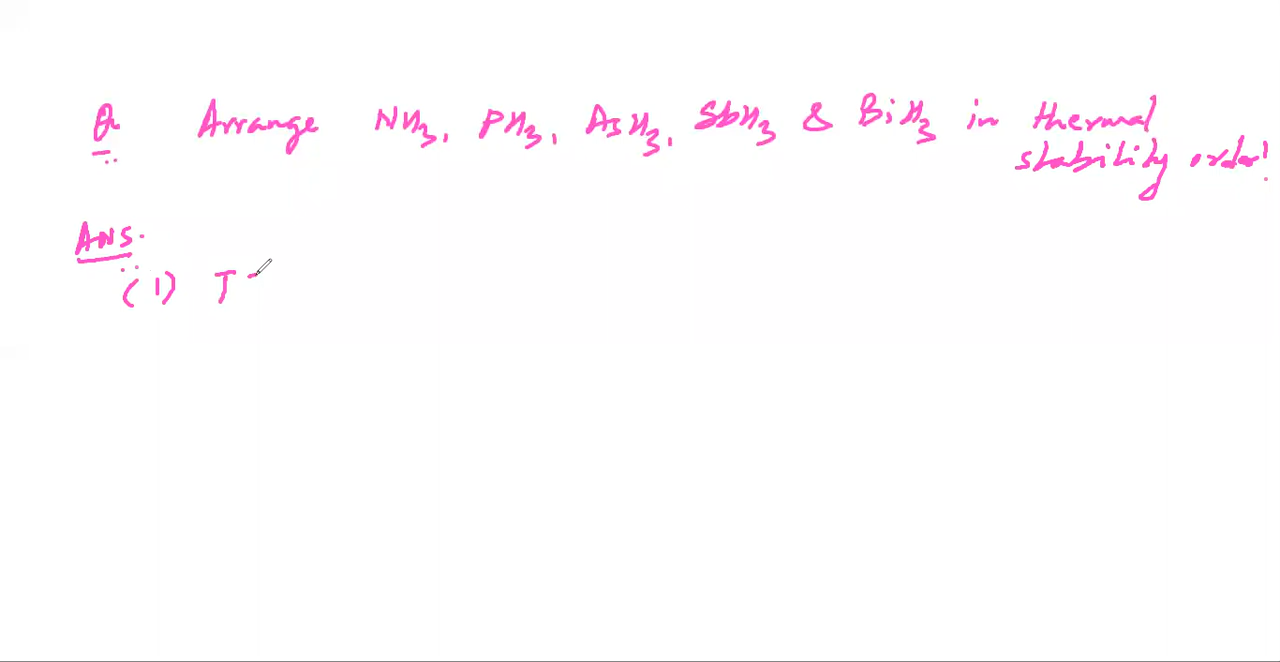 Q Arrange NH3, PH3, AsH3, SbH3 & BiH3 in thermal
stability order!
ANS.
(1) T